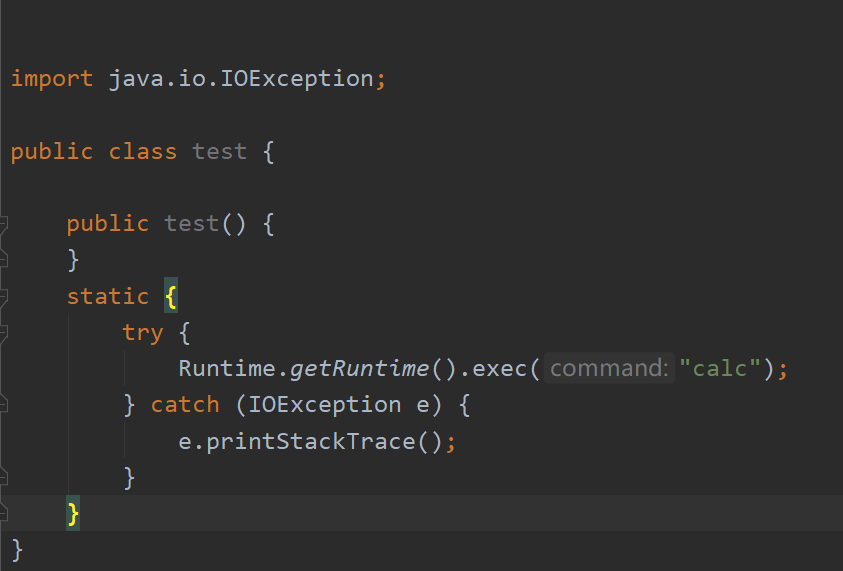 import java.io.IOException;
public class test {
public test() {
}
static {
try {
Runtime.getRuntime().exec( command: "calc");
} catch (IOException e) {
e.printStackTrace();
}
}
}